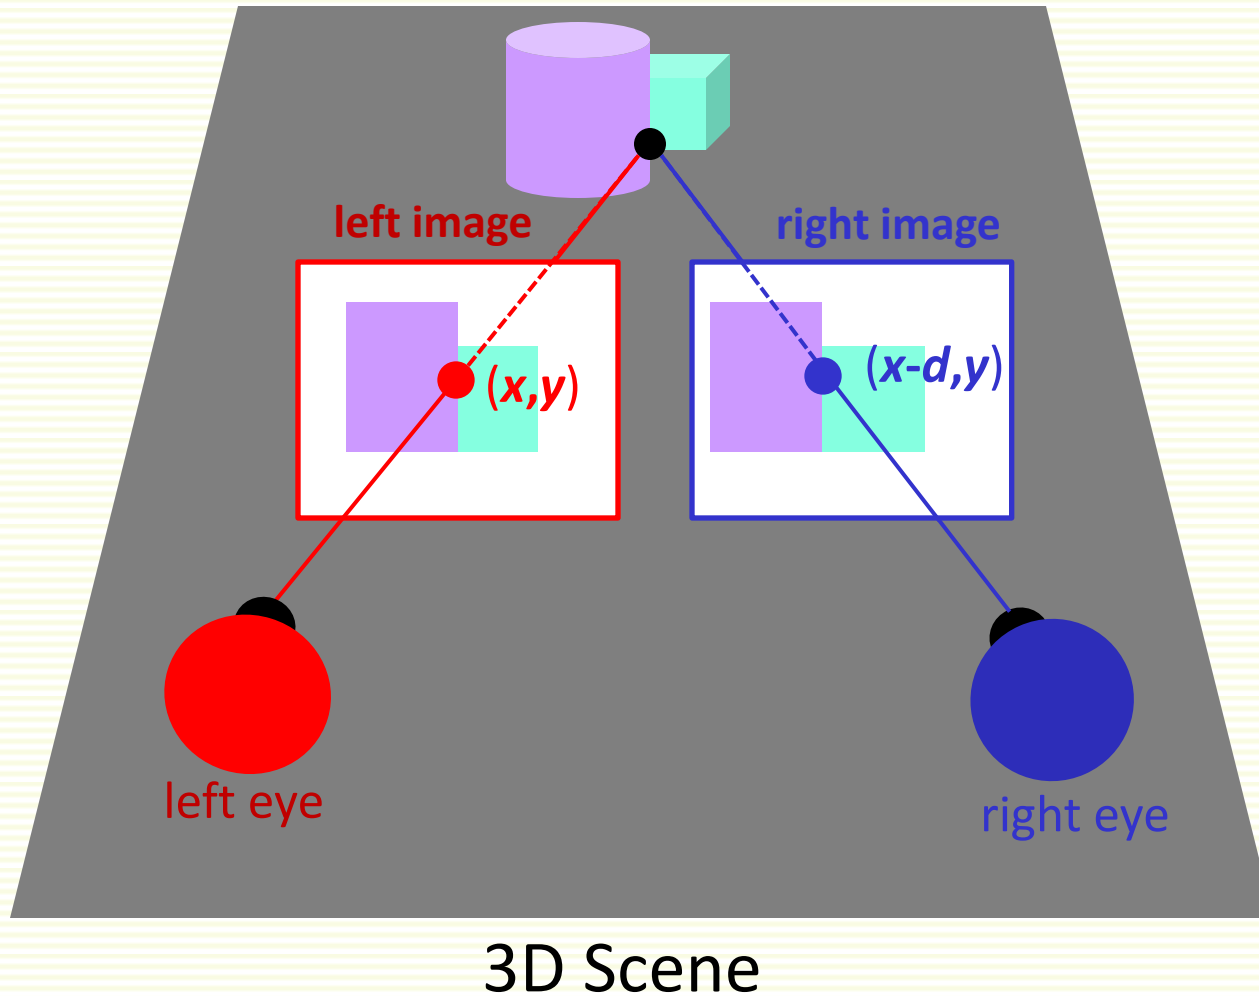 left image
right image
(x,y)
(x-d,y)
left eye
right eye
3D Scene